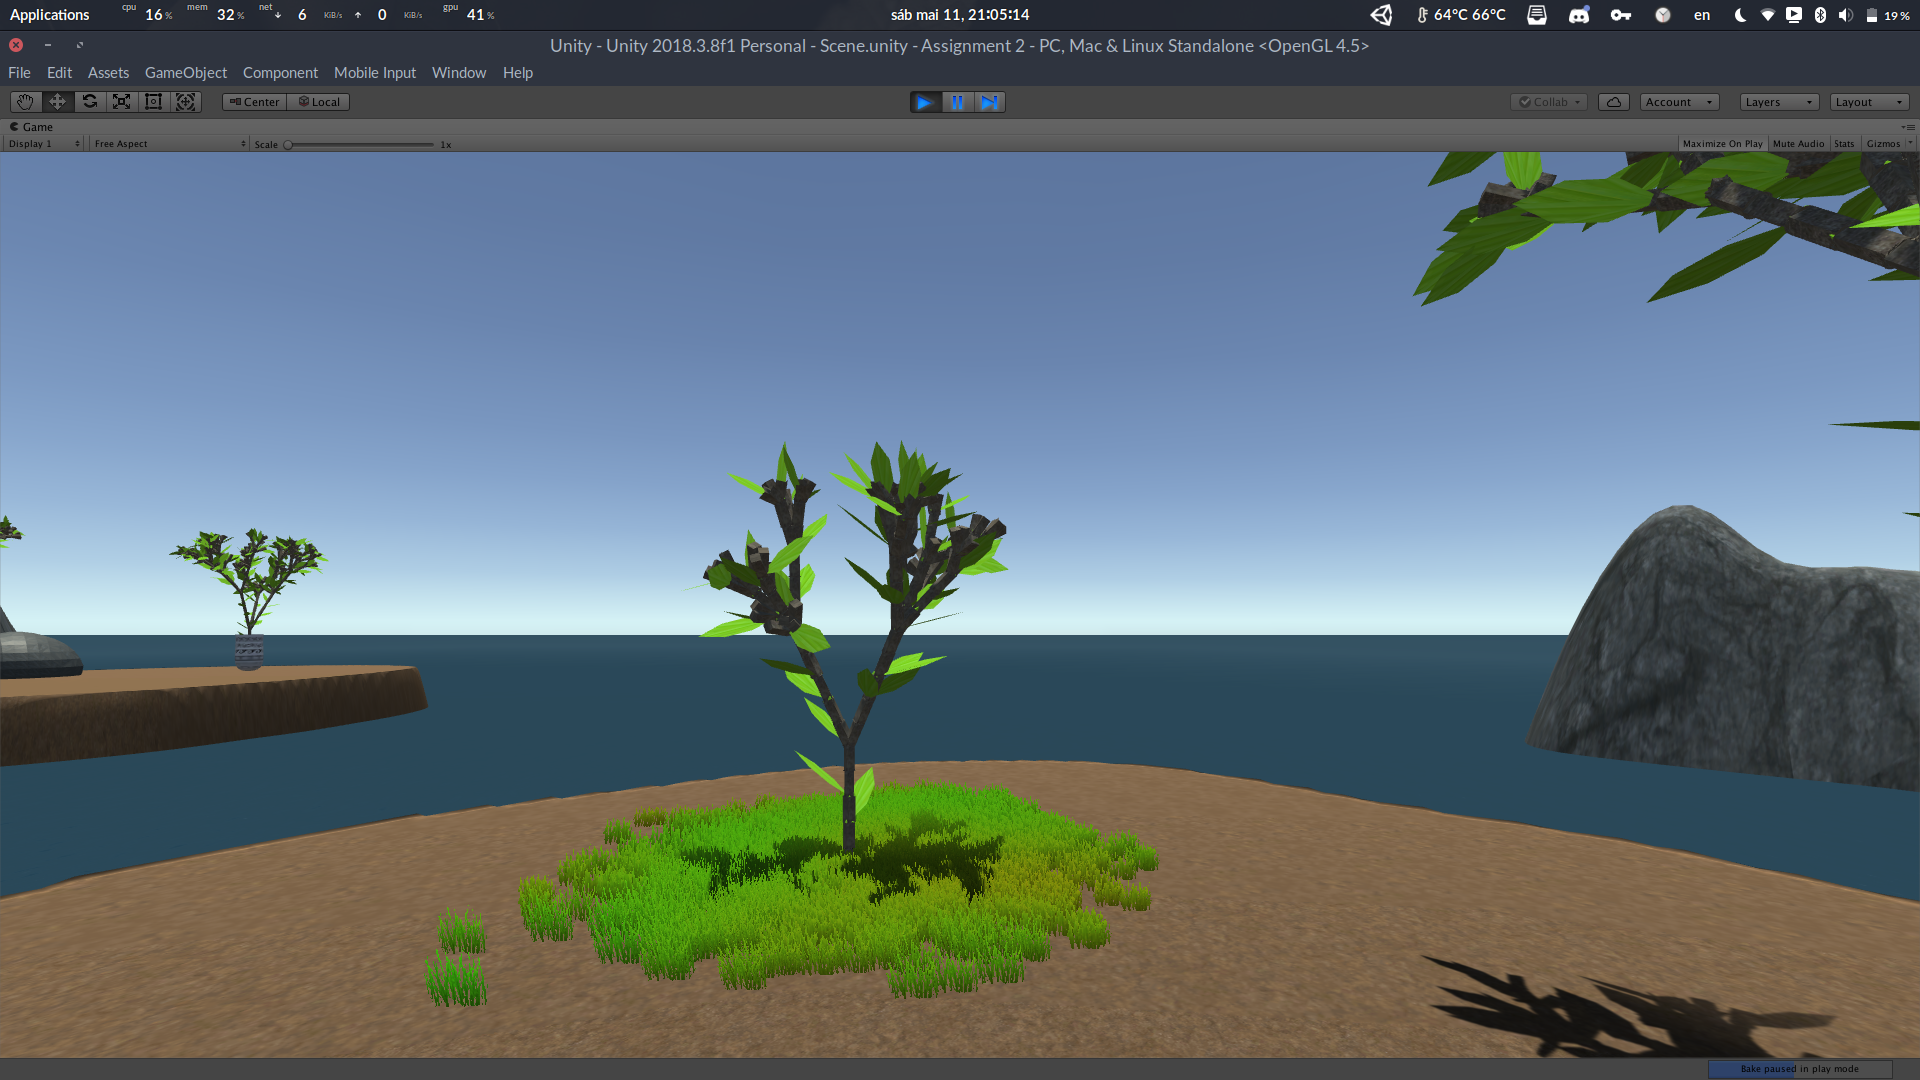 Applications cpu 16 % mem 32 % net 6 KiB/s 0 KiB/s gpu 41 % sáb mai 11, 21:05:14 64°C 66°C en 19 %
Unity - Unity 2018.3.8f1 Personal - Scene.unity - Assignment 2 - PC, Mac & Linux Standalone <OpenGL 4.5>
File Edit Assets GameObject Component Mobile Input Window Help
Center Local Collab Account Layers Layout
Game
Display 1 Free Aspect Scale 1x Maximize On Play Mute Audio Stats Gizmos
Bake paused in play mode